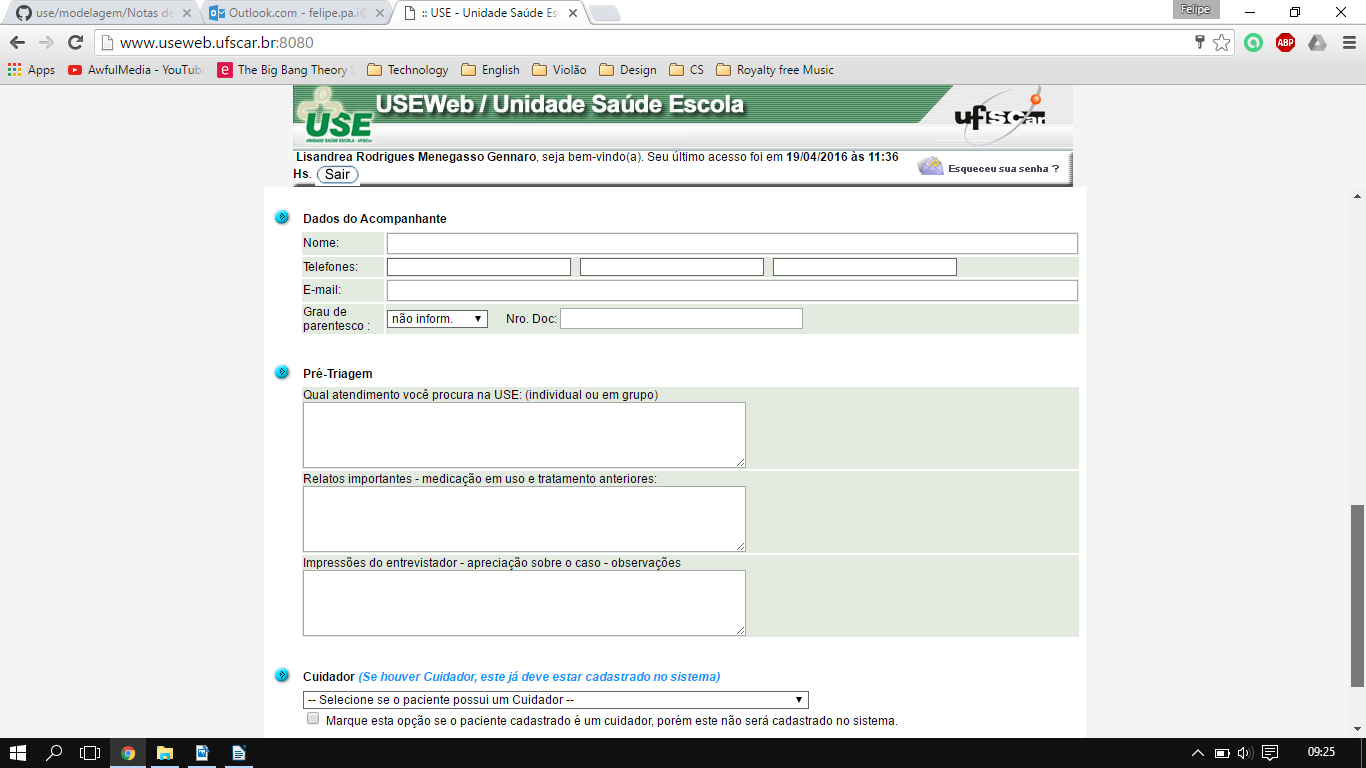 use/modelagem/Notas de
Outlook.com - felipe.pa.i@
:: USE - Unidade Saúde Es
Felipe
www.useweb.ufscar.br:8080
ABP
Apps
AwfulMedia - YouTub
The Big Bang Theory S
Technology
English
Violão
Design
CS
Royalty free Music
USE
UNIDADE SAÚDE ESCOLA - UFSCar
USEWeb / Unidade Saúde Escola
ufscar
Lisandrea Rodrigues Menegasso Gennaro, seja bem-vindo(a). Seu último acesso foi em 19/04/2016 às 11:36
Hs. Sair
Esqueceu sua senha ?
Dados do Acompanhante
Nome:
Telefones:
E-mail:
Grau de
parentesco :
não inform.
Nro. Doc:
Pré-Triagem
Qual atendimento você procura na USE: (individual ou em grupo)
Relatos importantes - medicação em uso e tratamento anteriores:
Impressões do entrevistador - apreciação sobre o caso - observações
Cuidador (Se houver Cuidador, este já deve estar cadastrado no sistema)
-- Selecione se o paciente possui um Cuidador --
Marque esta opção se o paciente cadastrado é um cuidador, porém este não será cadastrado no sistema.
09:25